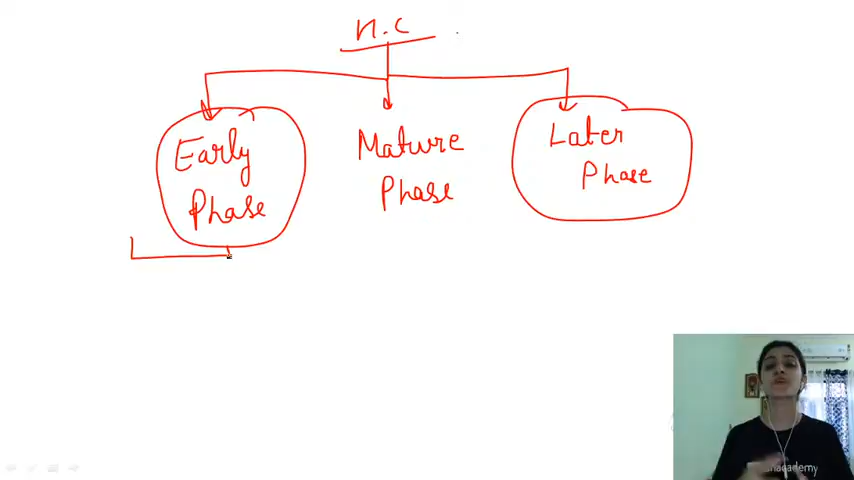 N.C
Early
Phase
Mature
Phase
Later
Phase